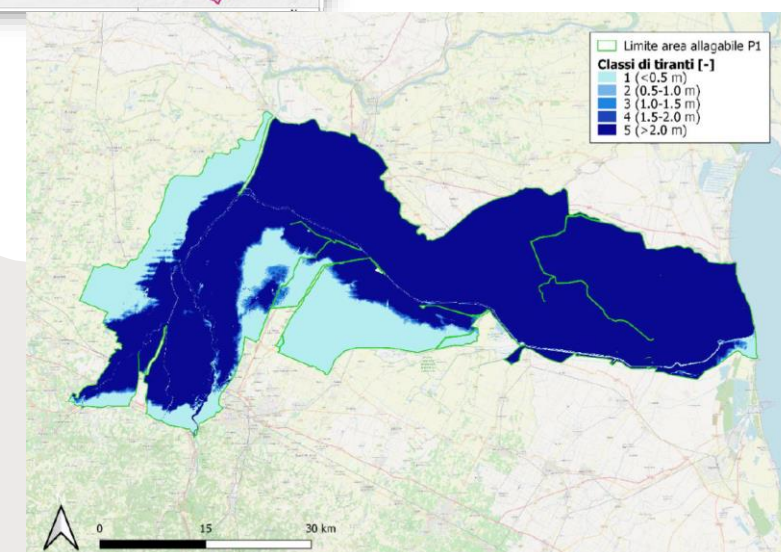 Limite area allagabile P1
Classi di tiranti [-]
1 (<0.5 m)
2 (0.5-1.0 m)
3 (1.0-1.5 m)
4 (1.5-2.0 m)
5 (>2.0 m)
0 15 30 km